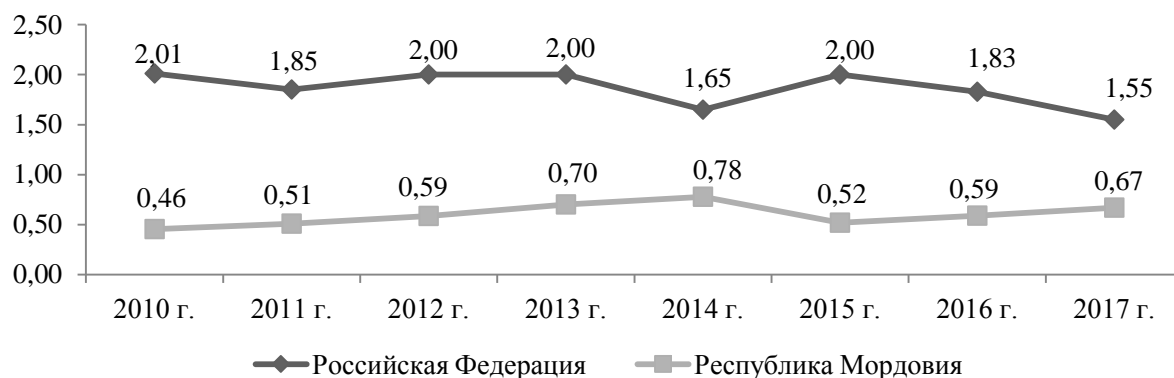 2,50
2,00
1,50
1,00
0,50
0,00
2,01 1,85 2,00 2,00 1,65 2,00 1,83 1,55
0,46 0,51 0,59 0,70 0,78 0,52 0,59 0,67
2010 г. 2011 г. 2012 г. 2013 г. 2014 г. 2015 г. 2016 г. 2017 г.
Российская Федерация Республика Мордовия